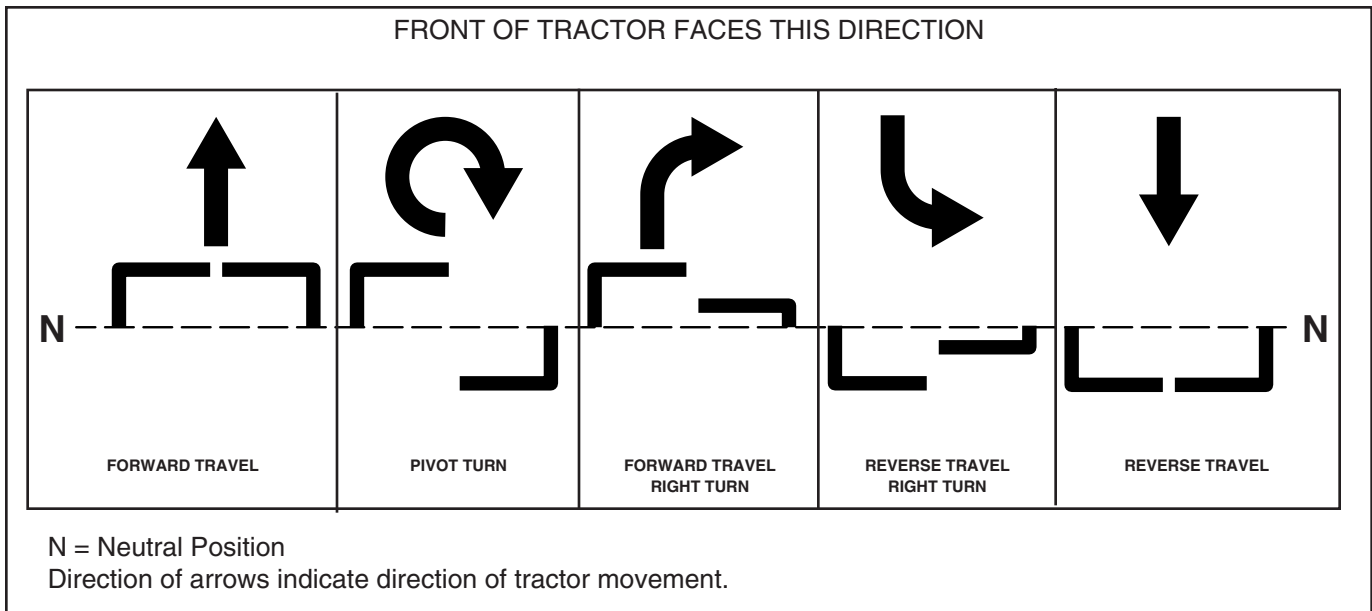 FRONT OF TRACTOR FACES THIS DIRECTION
N
N
FORWARD TRAVEL
PIVOT TURN
FORWARD TRAVEL
RIGHT TURN
REVERSE TRAVEL
RIGHT TURN
REVERSE TRAVEL
N = Neutral Position
Direction of arrows indicate direction of tractor movement.